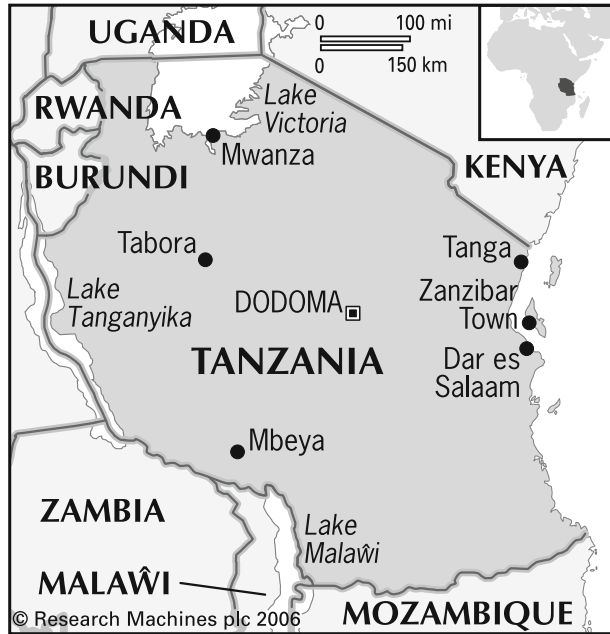 UGANDA
0 100 mi
0 150 km
RWANDA
Lake
Victoria
Mwanza
KENYA
BURUNDI
Tabora
Tanga
Lake
Tanganyika
DODOMA
Zanzibar
Town
TANZANIA
Dar es
Salaam
Mbeya
ZAMBIA
Lake
Malaŵi
MALAŴI
MOZAMBIQUE
© Research Machines plc 2006